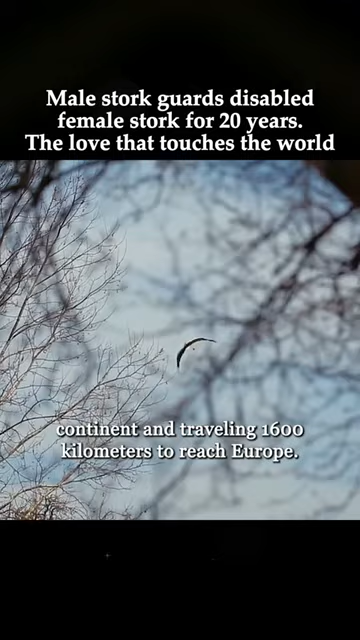 Male stork guards disabled
female stork for 20 years.
The love that touches the world
continent and traveling 1600
kilometers to reach Europe.